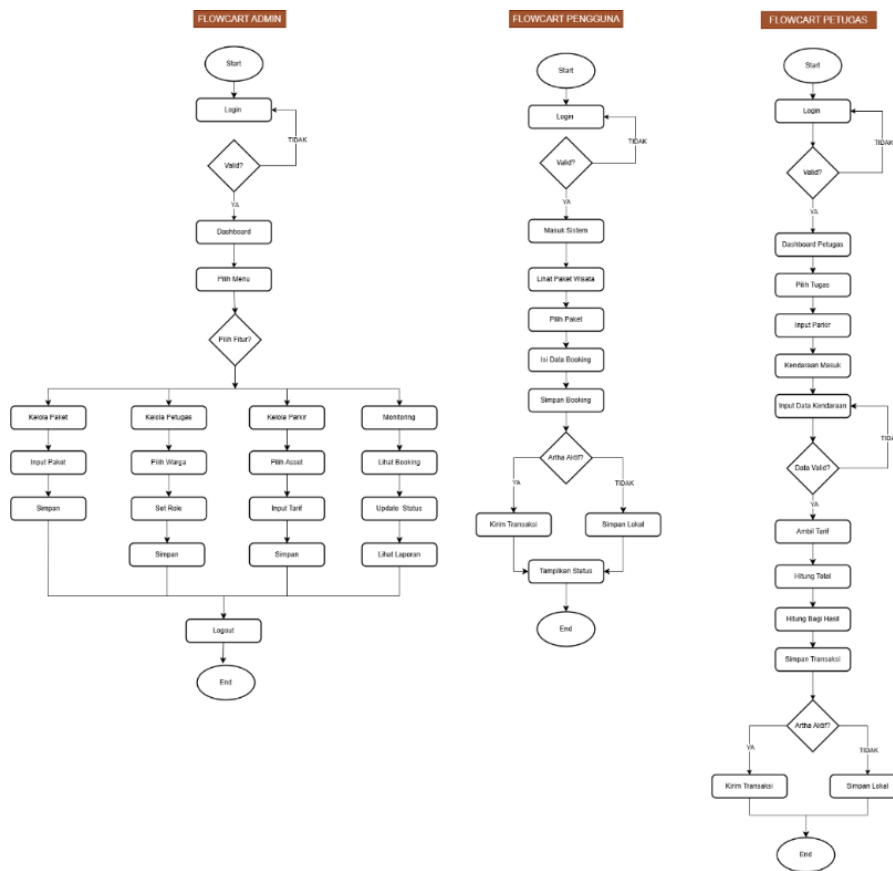 FLOWCART ADMIN
Start
Login
TIDAK
Valid?
YA
Dashboard
Pilih Menu
Pilih Fitur?
Kelola Paket
Kelola Petugas
Kelola Parkir
Monitoring
Input Paket
Pilih Warga
Pilih Asset
Lihat Booking
Simpan
Set Role
Input Tarif
Update Status
Simpan
Simpan
Lihat Laporan
Logout
End
FLOWCART PENGGUNA
Start
Login
TIDAK
Valid?
YA
Masuk Sistem
Lihat Paket Wisata
Pilih Paket
Isi Data Booking
Simpan Booking
Artha Aktif?
YA
TIDAK
Kirim Transaksi
Simpan Lokal
Tampilkan Status
End
FLOWCART PETUGAS
Start
Login
TIDAK
Valid?
YA
Dashboard Petugas
Pilih Tugas
Input Parkir
Kendaraan Masuk
Input Data Kendaraan
TIDAK
Data Valid?
YA
Ambil Tarif
Hitung Total
Hitung Bagi Hasil
Simpan Transaksi
Artha Aktif?
YA
TIDAK
Kirim Transaksi
Simpan Lokal
End